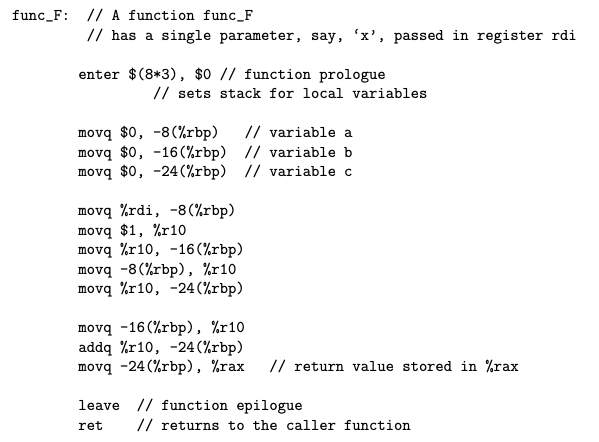 func_F:  // A function func_F
         // has a single parameter, say, ‘x’, passed in register rdi
        enter $(8*3), $0 // function prologue
                 // sets stack for local variables
        movq $0, -8(%rbp)   // variable a
        movq $0, -16(%rbp)  // variable b
        movq $0, -24(%rbp)  // variable c
        movq %rdi, -8(%rbp)
        movq $1, %r10
        movq %r10, -16(%rbp)
        movq -8(%rbp), %r10
        movq %r10, -24(%rbp)
        movq -16(%rbp), %r10
        addq %r10, -24(%rbp)
        movq -24(%rbp), %rax   // return value stored in %rax
        leave  // function epilogue
        ret    // returns to the caller function